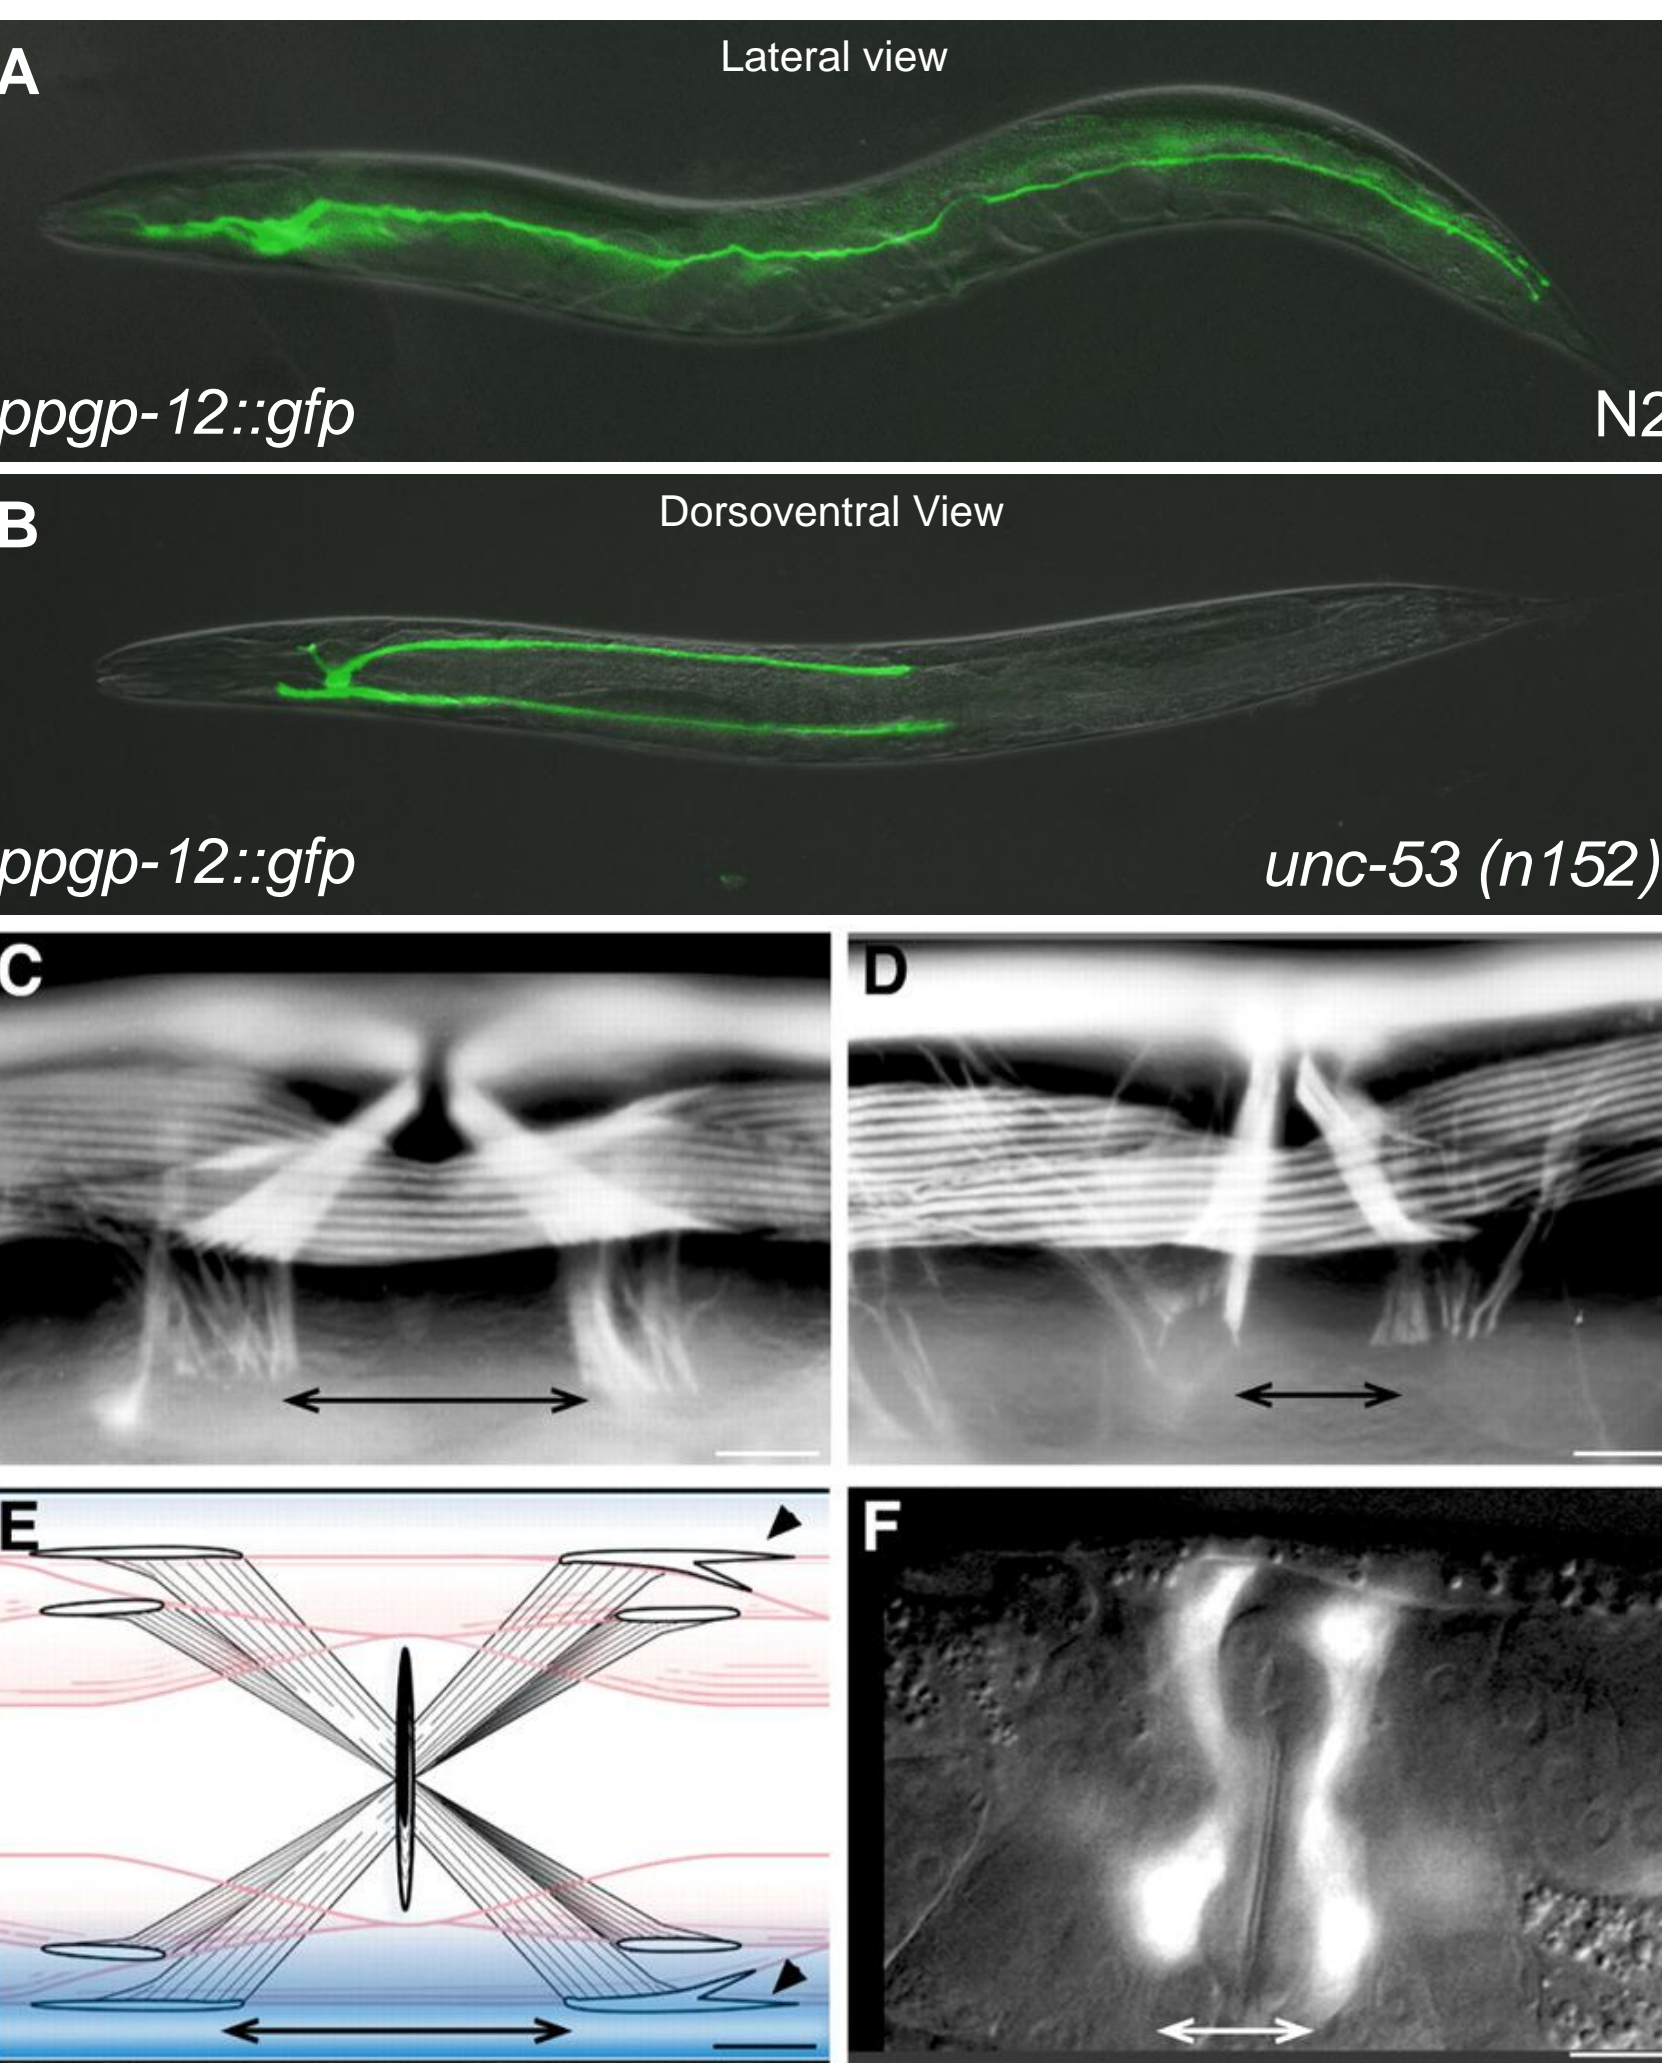 A
Lateral view
ppgp-12::gfp
N2
B
Dorsoventral View
ppgp-12::gfp
unc-53 (n152)
C
D
E
F